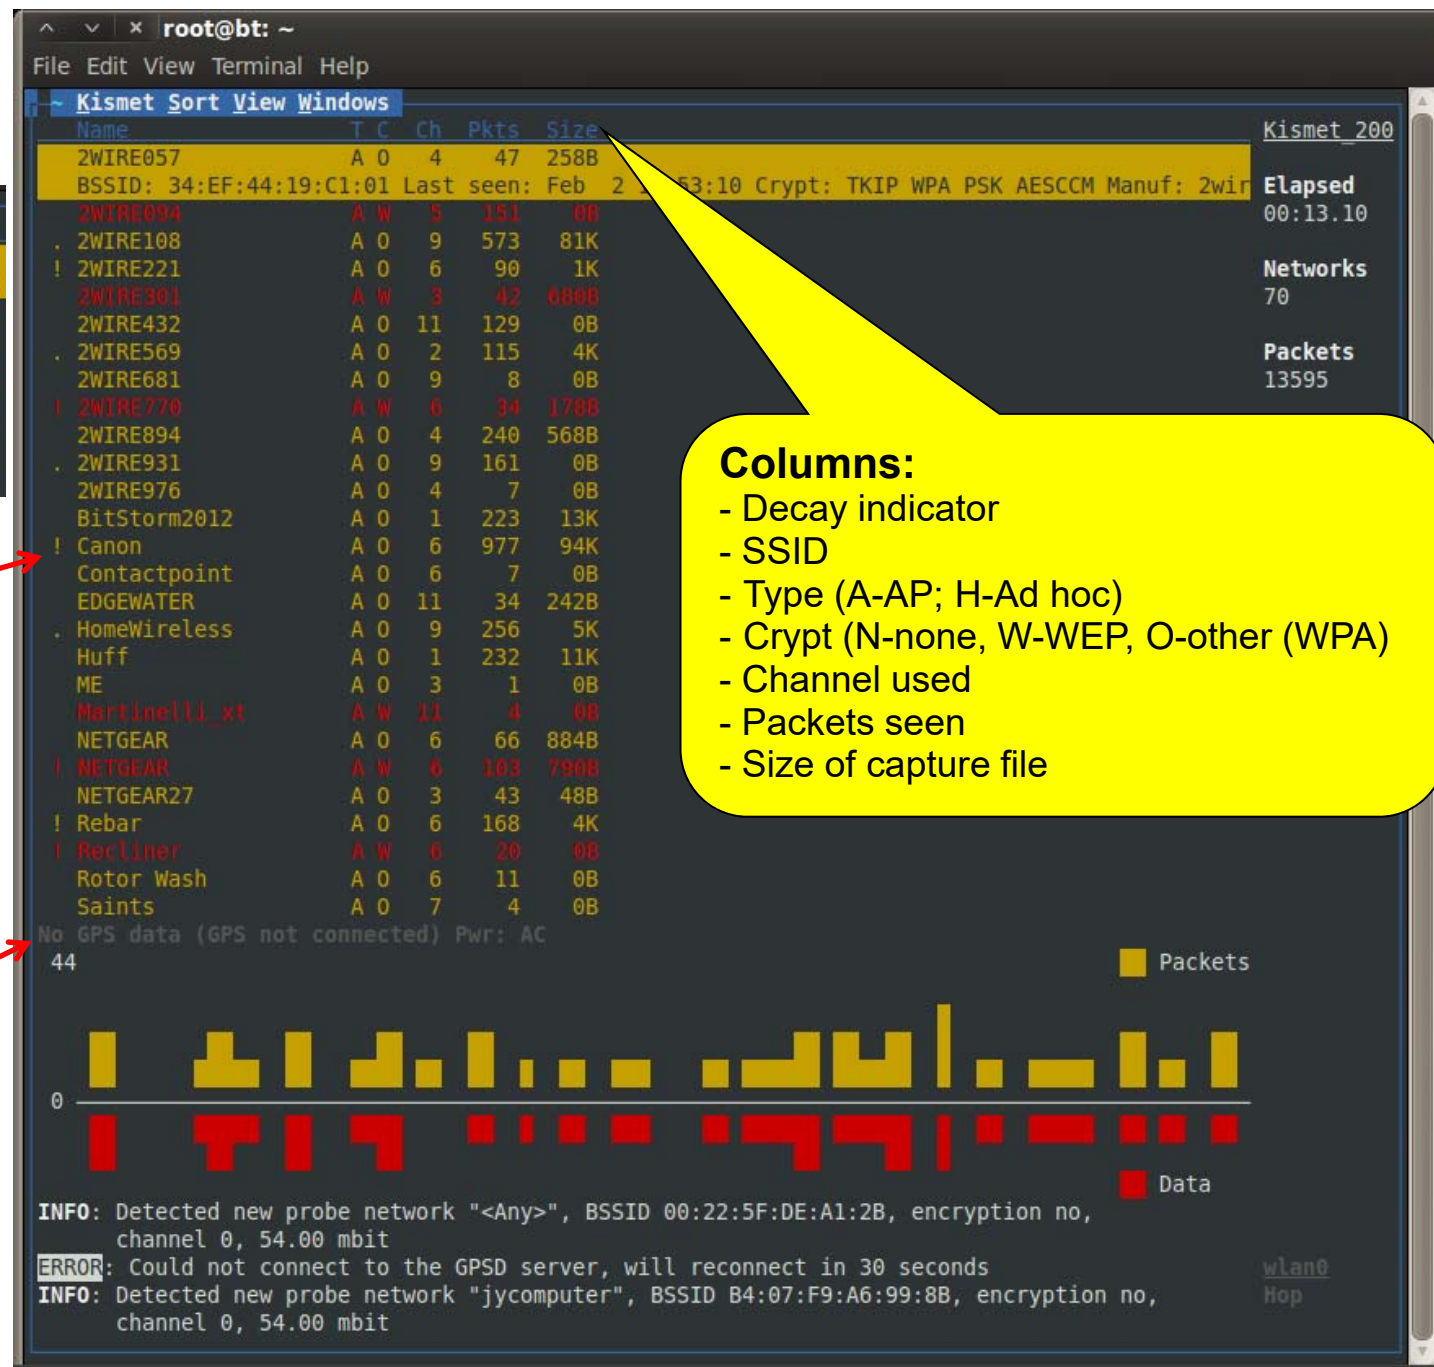 root@bt: ~
File Edit View Terminal Help
~ Kismet Sort View Windows
Name T C Ch Pkts Size
Kismet_200
2WIRE057 A O 4 47 258B
BSSID: 34:EF:44:19:C1:01 Last seen: Feb 2 53:10 Crypt: TKIP WPA PSK AESCCM Manuf: 2wir
Elapsed
00:13.10
2WIRE094 A W 5 151 0B
. 2WIRE108 A O 9 573 81K
! 2WIRE221 A O 6 90 1K
Networks
70
2WIRE301 A W 3 42 680B
2WIRE432 A O 11 129 0B
. 2WIRE569 A O 2 115 4K
Packets
13595
2WIRE681 A O 9 8 0B
! 2WIRE770 A W 6 34 178B
2WIRE894 A O 4 240 568B
. 2WIRE931 A O 9 161 0B
2WIRE976 A O 4 7 0B
BitStorm2012 A O 1 223 13K
! Canon A O 6 977 94K
Contactpoint A O 6 7 0B
EDGEWATER A O 11 34 242B
. HomeWireless A O 9 256 5K
Huff A O 1 232 11K
ME A O 3 1 0B
Martinelli_xt A W 11 4 0B
NETGEAR A O 6 66 884B
! NETGEAR A W 6 103 790B
NETGEAR27 A O 3 43 48B
! Rebar A O 6 168 4K
! Recliner A W 6 20 0B
Rotor Wash A O 6 11 0B
Saints A O 7 4 0B
Columns:
- Decay indicator
- SSID
- Type (A-AP; H-Ad hoc)
- Crypt (N-none, W-WEP, O-other (WPA)
- Channel used
- Packets seen
- Size of capture file
No GPS data (GPS not connected) Pwr: AC
44
Packets
0
Data
INFO: Detected new probe network "<Any>", BSSID 00:22:5F:DE:A1:2B, encryption no,
channel 0, 54.00 mbit
ERROR: Could not connect to the GPSD server, will reconnect in 30 seconds
wlan0
INFO: Detected new probe network "jycomputer", BSSID B4:07:F9:A6:99:8B, encryption no,
Hop
channel 0, 54.00 mbit